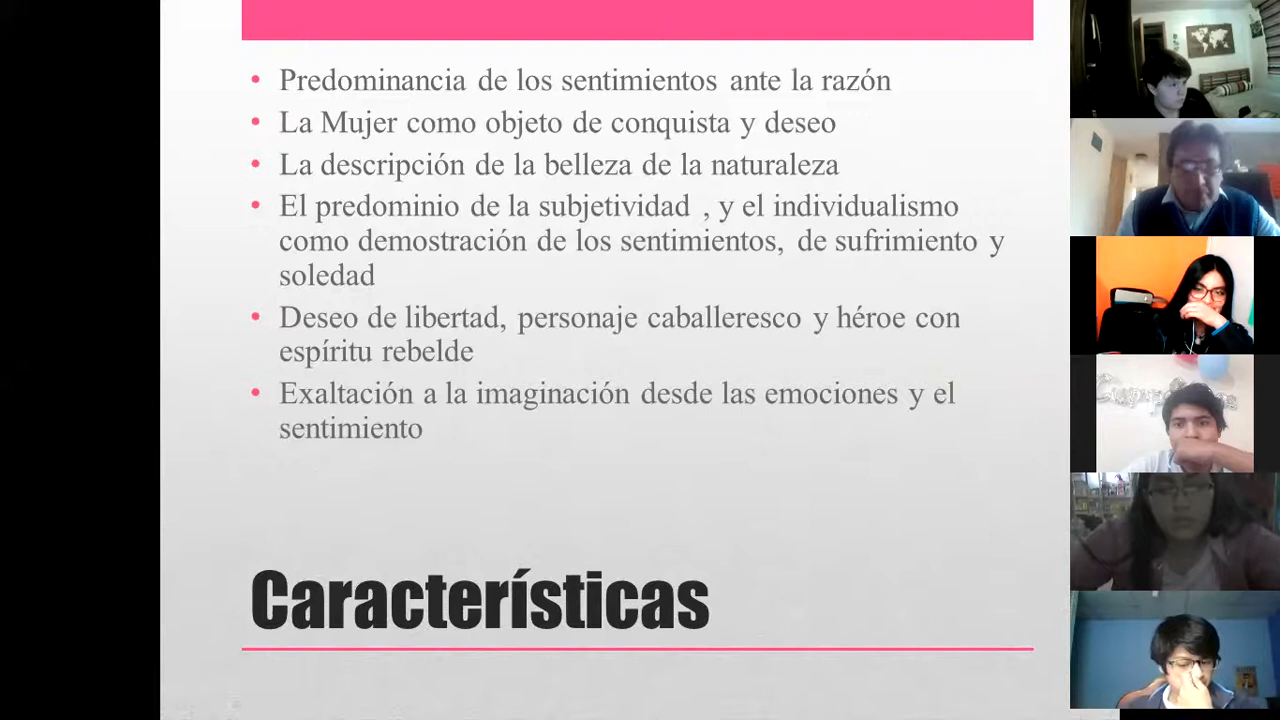 Predominancia de los sentimientos ante la razón
La Mujer como objeto de conquista y deseo
La descripción de la belleza de la naturaleza
El predominio de la subjetividad , y el individualismo
como demostración de los sentimientos, de sufrimiento y
soledad
Deseo de libertad, personaje caballeresco y héroe con
espíritu rebelde
Exaltación a la imaginación desde las emociones y el
sentimiento
Características